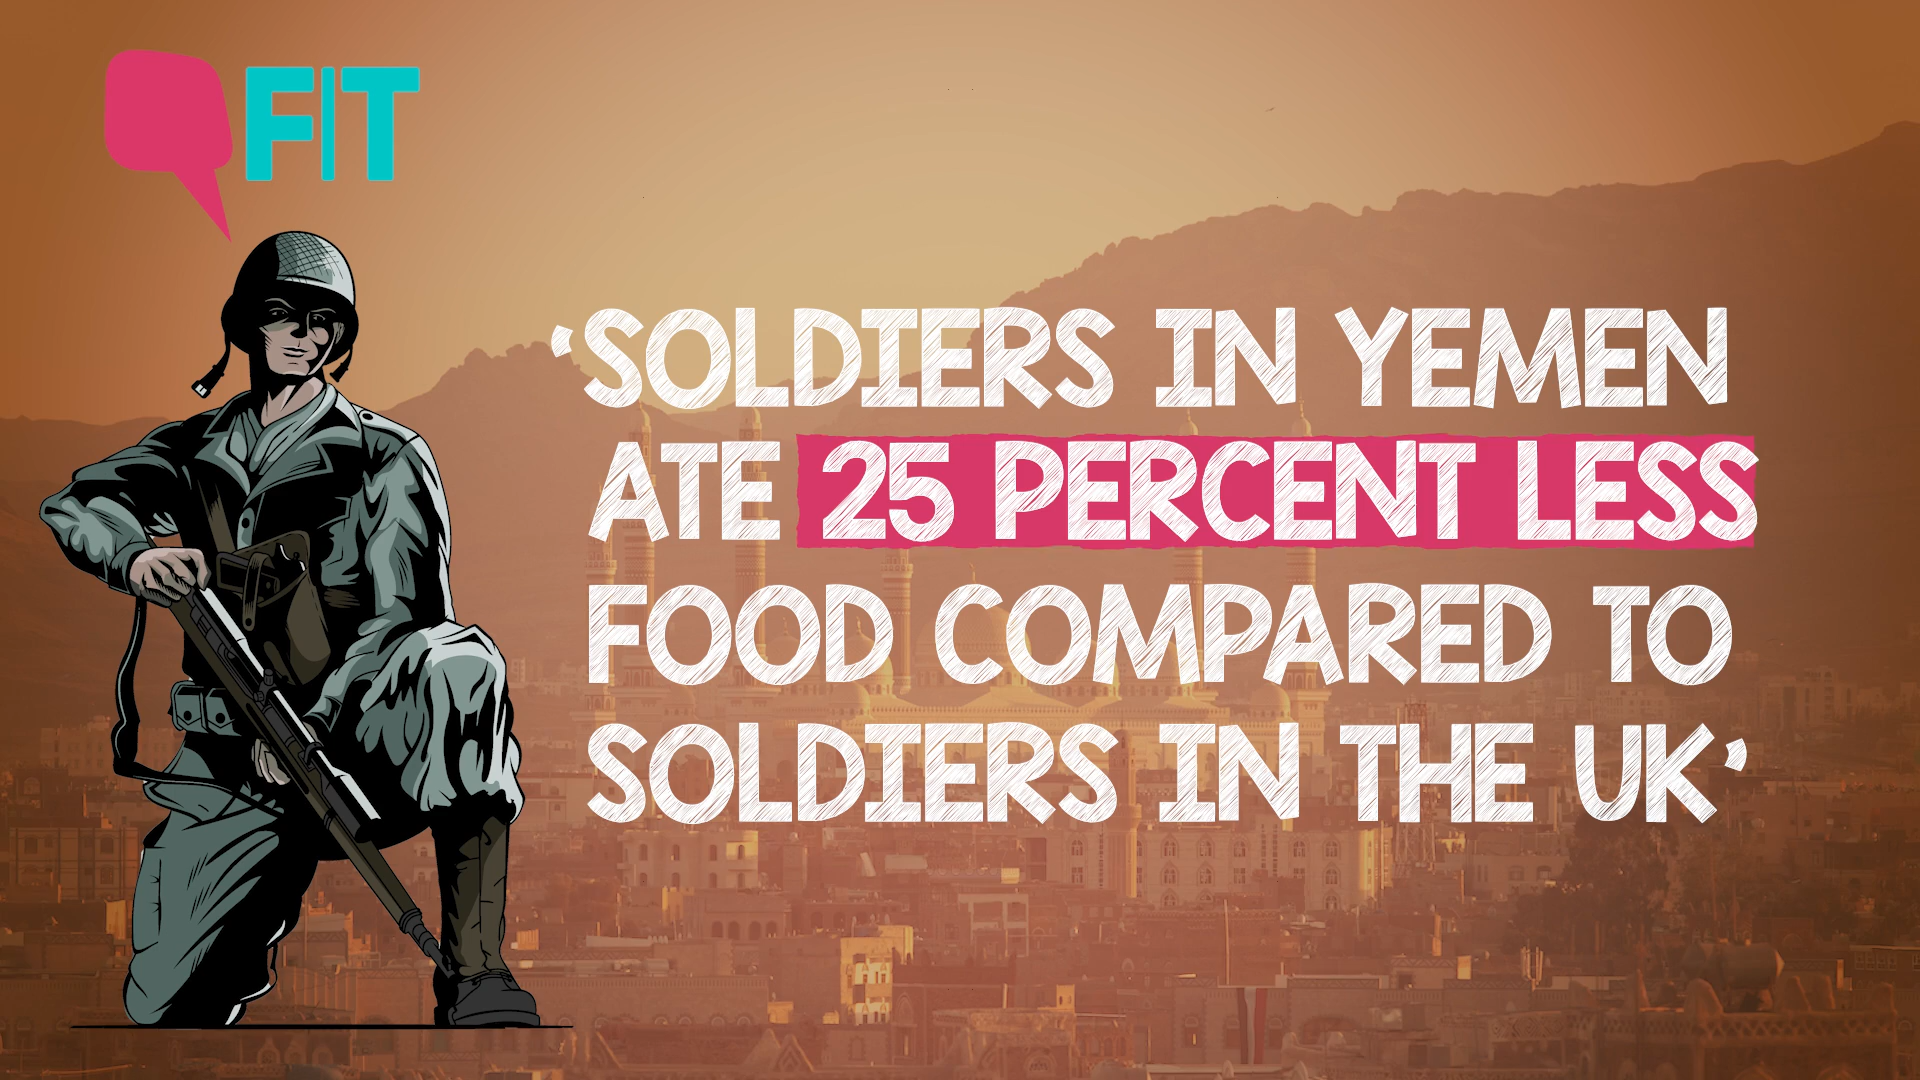 FIT
‘SOLDIERS IN YEMEN
ATE 25 PERCENT LESS
FOOD COMPARED TO
SOLDIERS IN THE UK’